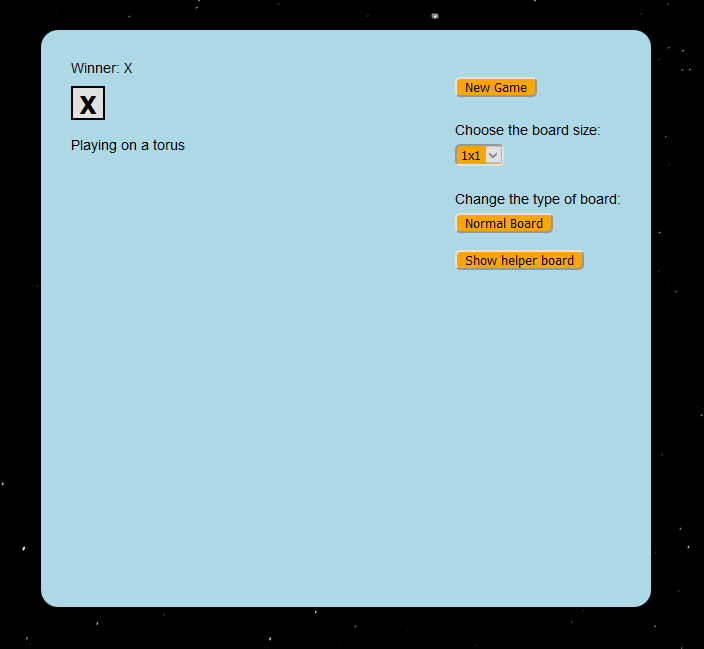 Winner: X
X
Playing on a torus
New Game
Choose the board size:
1x1
Change the type of board:
Normal Board
Show helper board